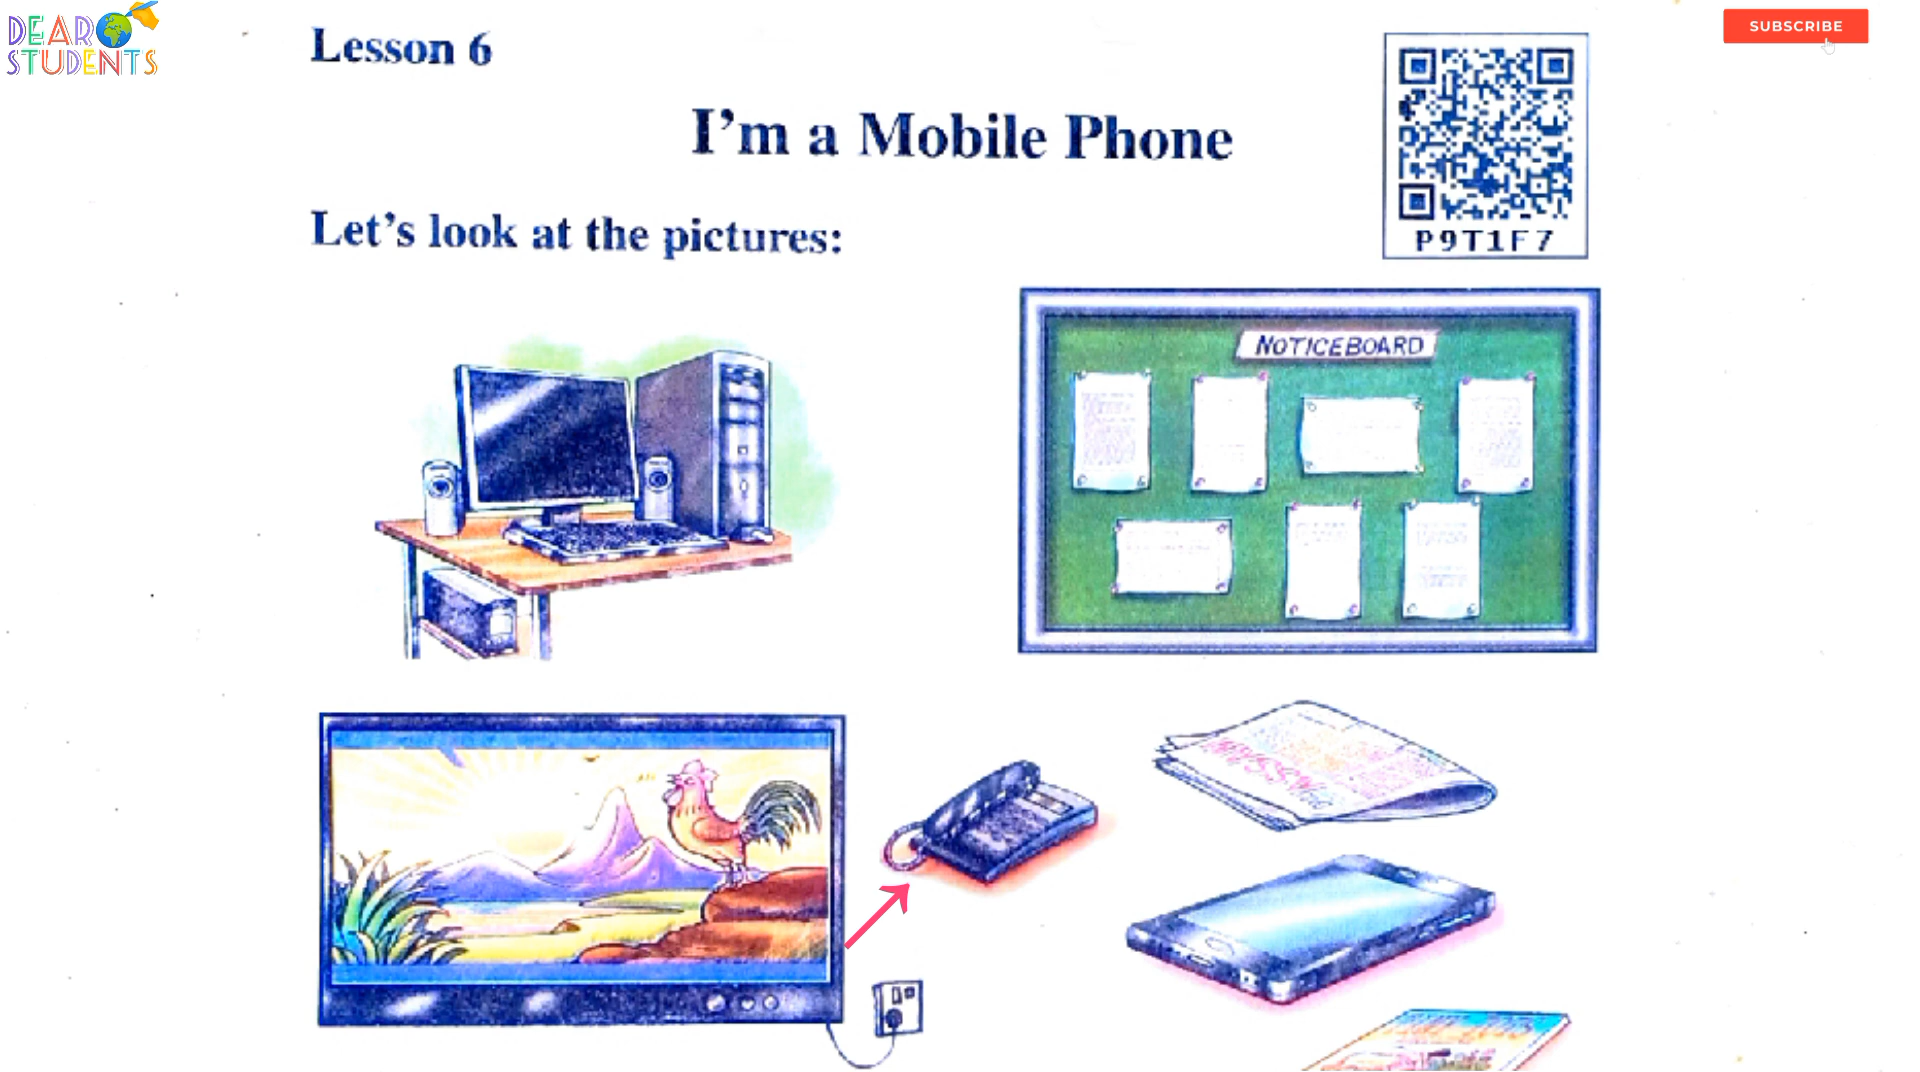 DEAR
STUDENTS
SUBSCRIBE
Lesson 6
I'm a Mobile Phone
P9T1F7
Let's look at the pictures:
NOTICEBOARD